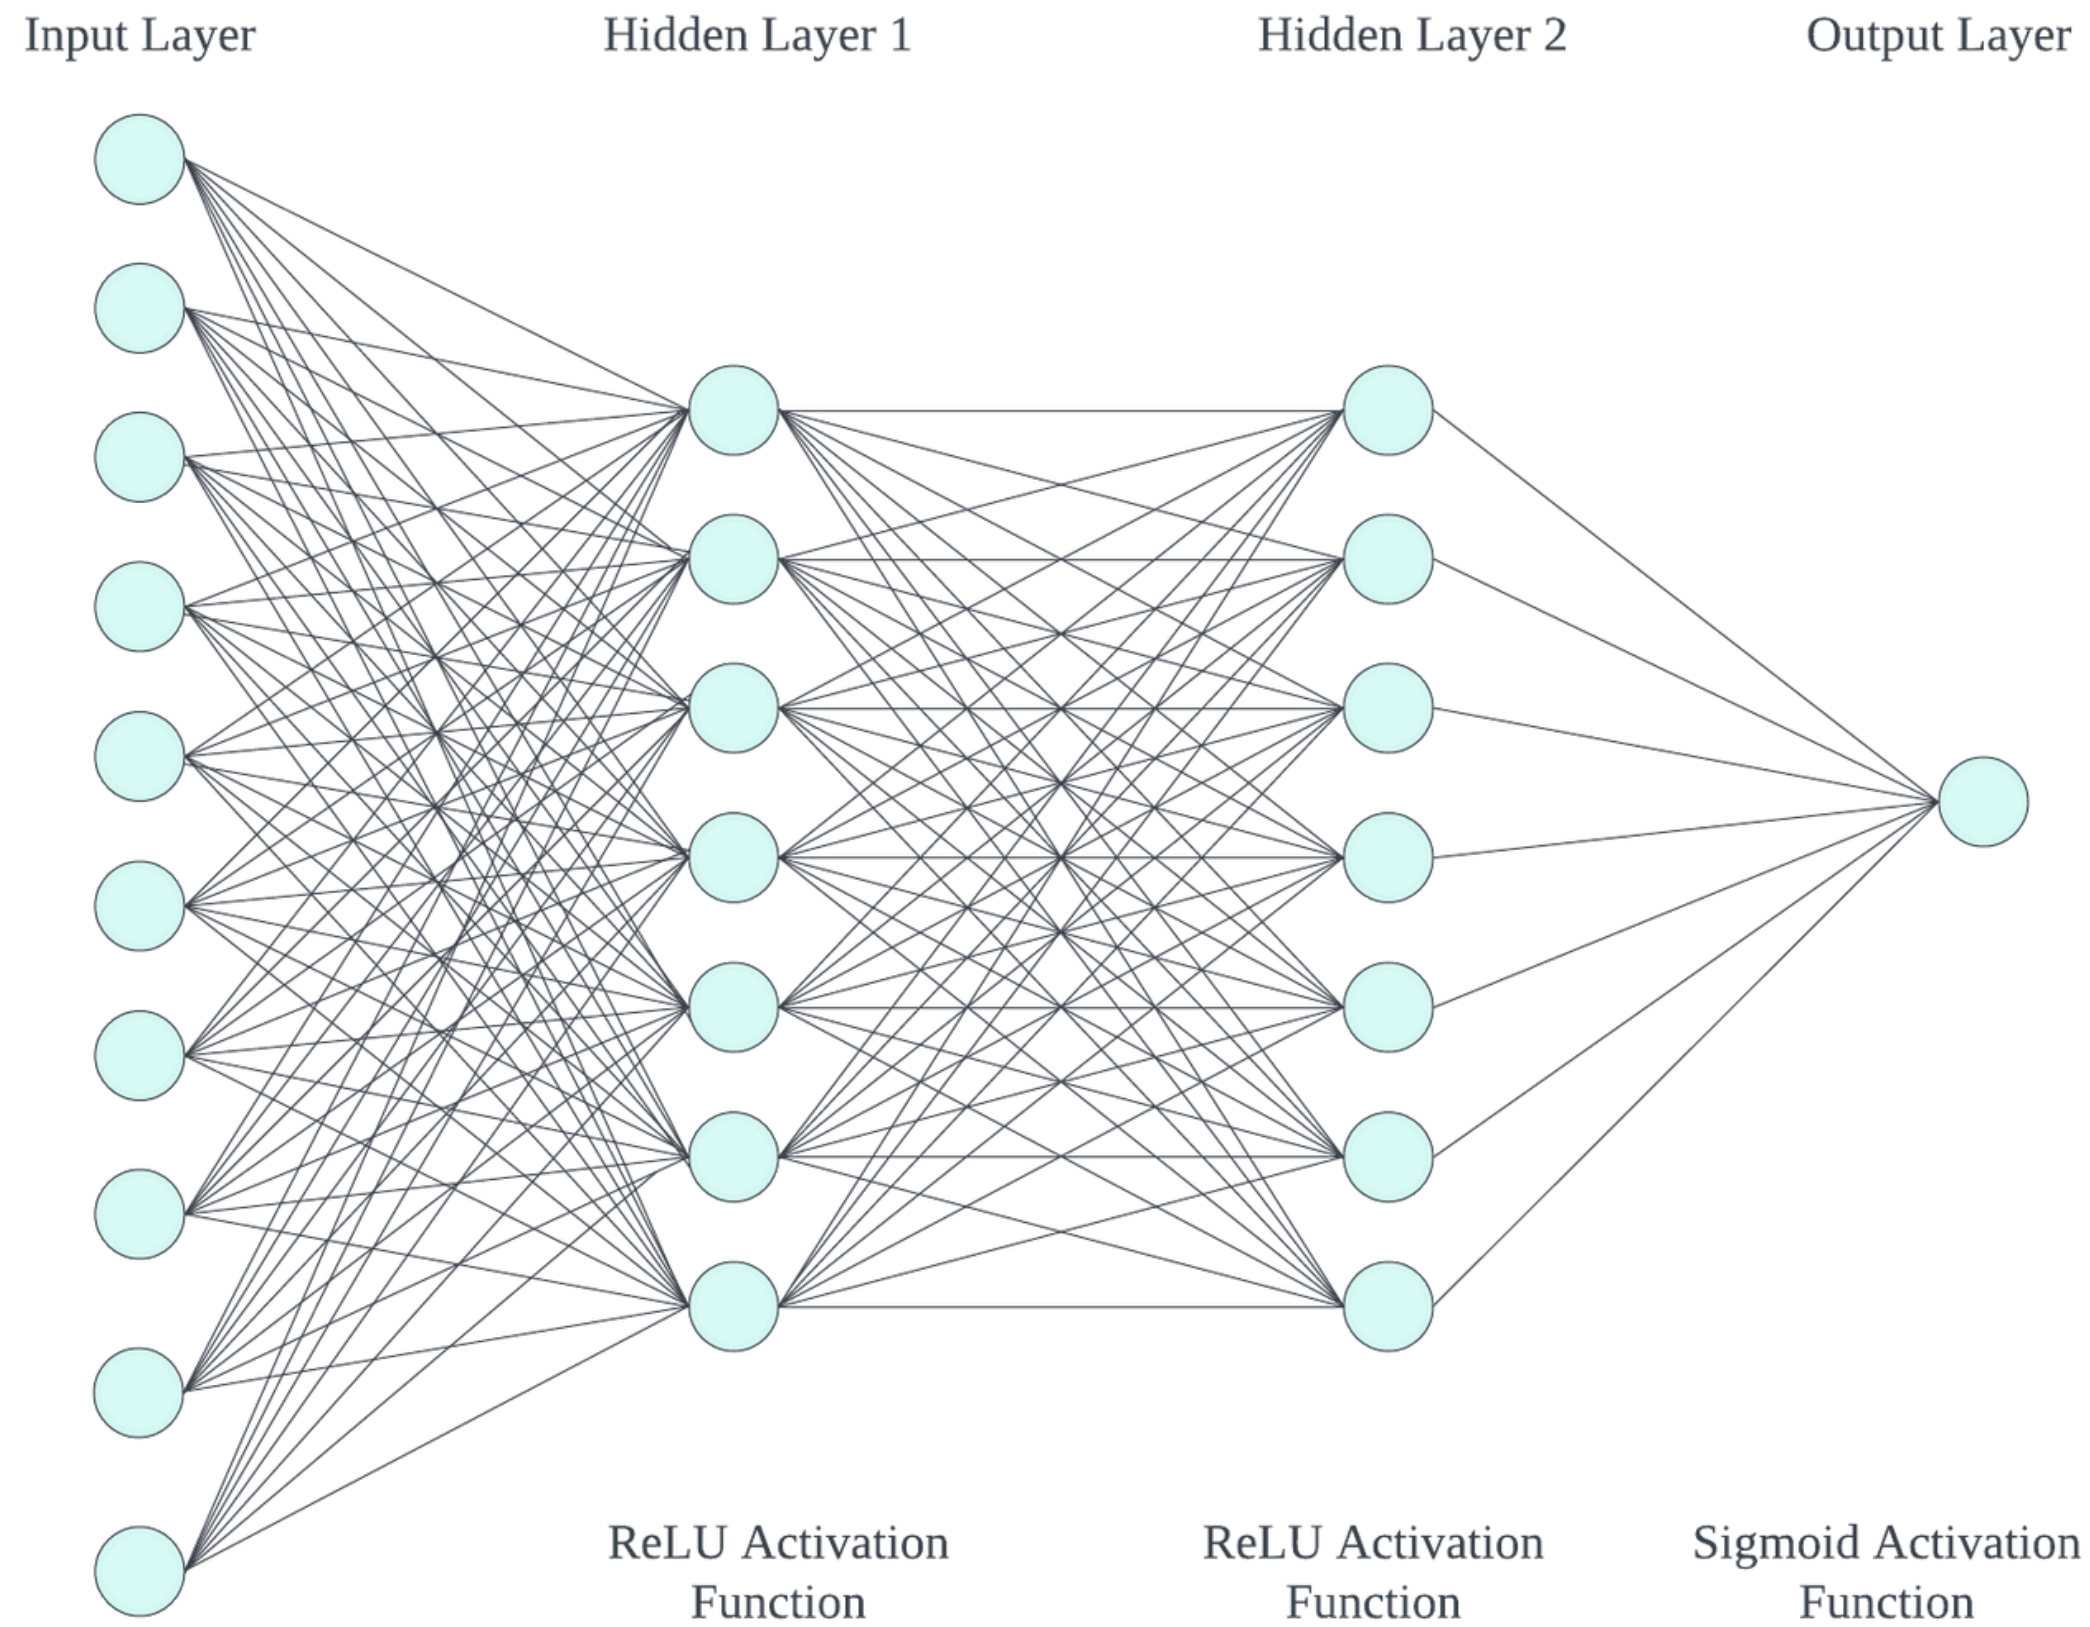 Input Layer
Hidden Layer 1
Hidden Layer 2
Output Layer
ReLU Activation
Function
ReLU Activation
Function
Sigmoid Activation
Function